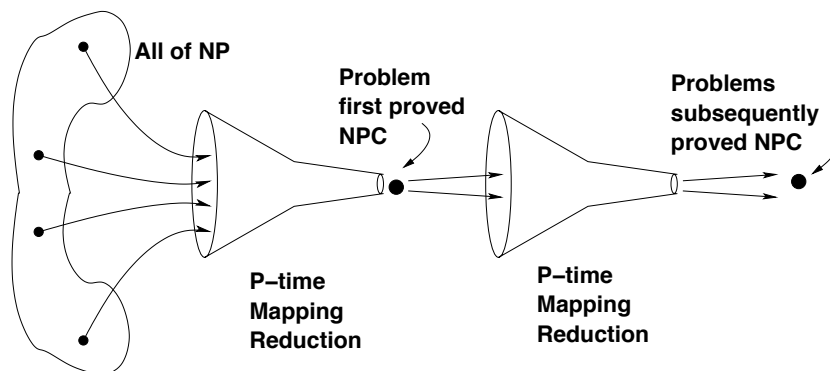 All of NP
Problem
first proved
NPC
Problems
subsequently
proved NPC
P–time
Mapping
Reduction
P–time
Mapping
Reduction